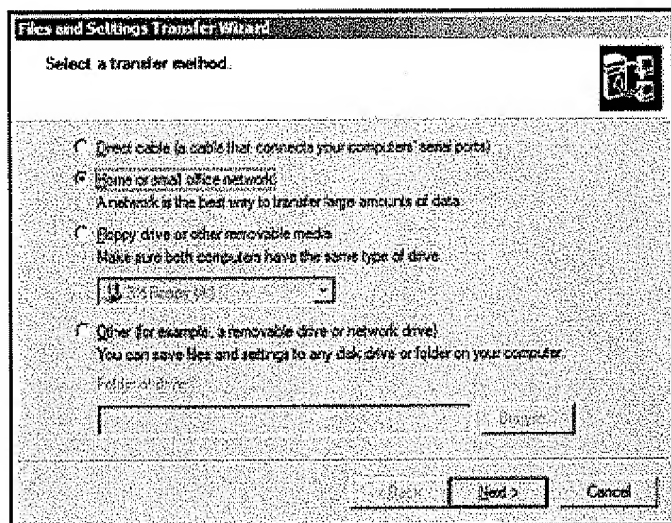 Files and Settings Transfer Wizard
Select a transfer method.
Direct cable (a cable that connects your computers' serial ports)
Home or small office network
A network is the best way to transfer large amounts of data.
Floppy drive or other removable media
Make sure both computers have the same type of drive.
3½ Floppy (A:)
Other (for example, a removable drive or network drive)
You can save files and settings to any disk drive or folder on your computer.
Folder or drive:
Browse
< Back
Next >
Cancel